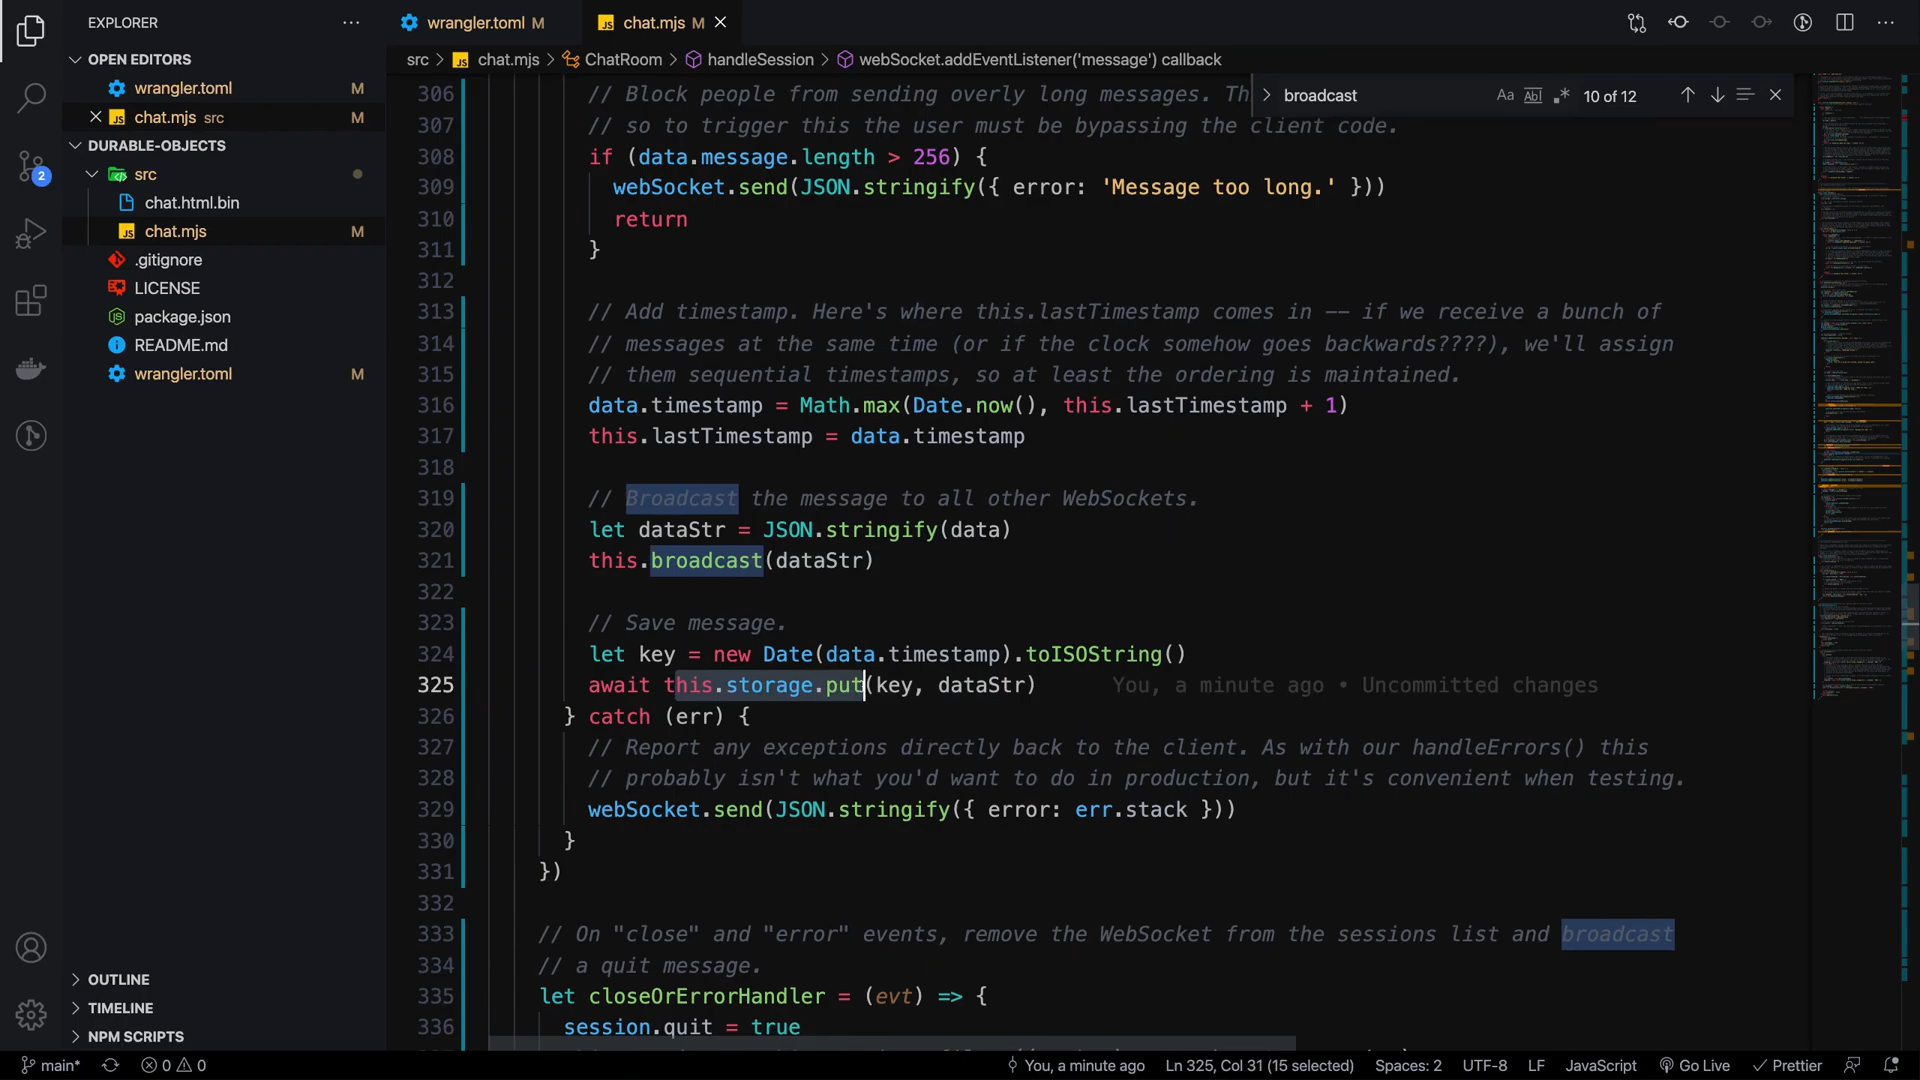 EXPLORER
OPEN EDITORS
wrangler.toml M
chat.mjs src M
DURABLE-OBJECTS
src
chat.html.bin
chat.mjs M
.gitignore
LICENSE
package.json
README.md
wrangler.toml M
OUTLINE
TIMELINE
NPM SCRIPTS
2
wrangler.toml M
chat.mjs M
src > chat.mjs > ChatRoom > handleSession > webSocket.addEventListener('message') callback
broadcast Aa Ab| .* 10 of 12
306 // Block people from sending overly long messages. Th
307 // so to trigger this the user must be bypassing the client code.
308 if (data.message.length > 256) {
309 webSocket.send(JSON.stringify({ error: 'Message too long.' }))
310 return
311 }
312
313 // Add timestamp. Here's where this.lastTimestamp comes in -- if we receive a bunch of
314 // messages at the same time (or if the clock somehow goes backwards????), we'll assign
315 // them sequential timestamps, so at least the ordering is maintained.
316 data.timestamp = Math.max(Date.now(), this.lastTimestamp + 1)
317 this.lastTimestamp = data.timestamp
318
319 // Broadcast the message to all other WebSockets.
320 let dataStr = JSON.stringify(data)
321 this.broadcast(dataStr)
322
323 // Save message.
324 let key = new Date(data.timestamp).toISOString()
325 await this.storage.put(key, dataStr) You, a minute ago • Uncommitted changes
326 } catch (err) {
327 // Report any exceptions directly back to the client. As with our handleErrors() this
328 // probably isn't what you'd want to do in production, but it's convenient when testing.
329 webSocket.send(JSON.stringify({ error: err.stack }))
330 }
331 })
332
333 // On "close" and "error" events, remove the WebSocket from the sessions list and broadcast
334 // a quit message.
335 let closeOrErrorHandler = (evt) => {
336 session.quit = true
main* 0 0 You, a minute ago Ln 325, Col 31 (15 selected) Spaces: 2 UTF-8 LF JavaScript Go Live Prettier